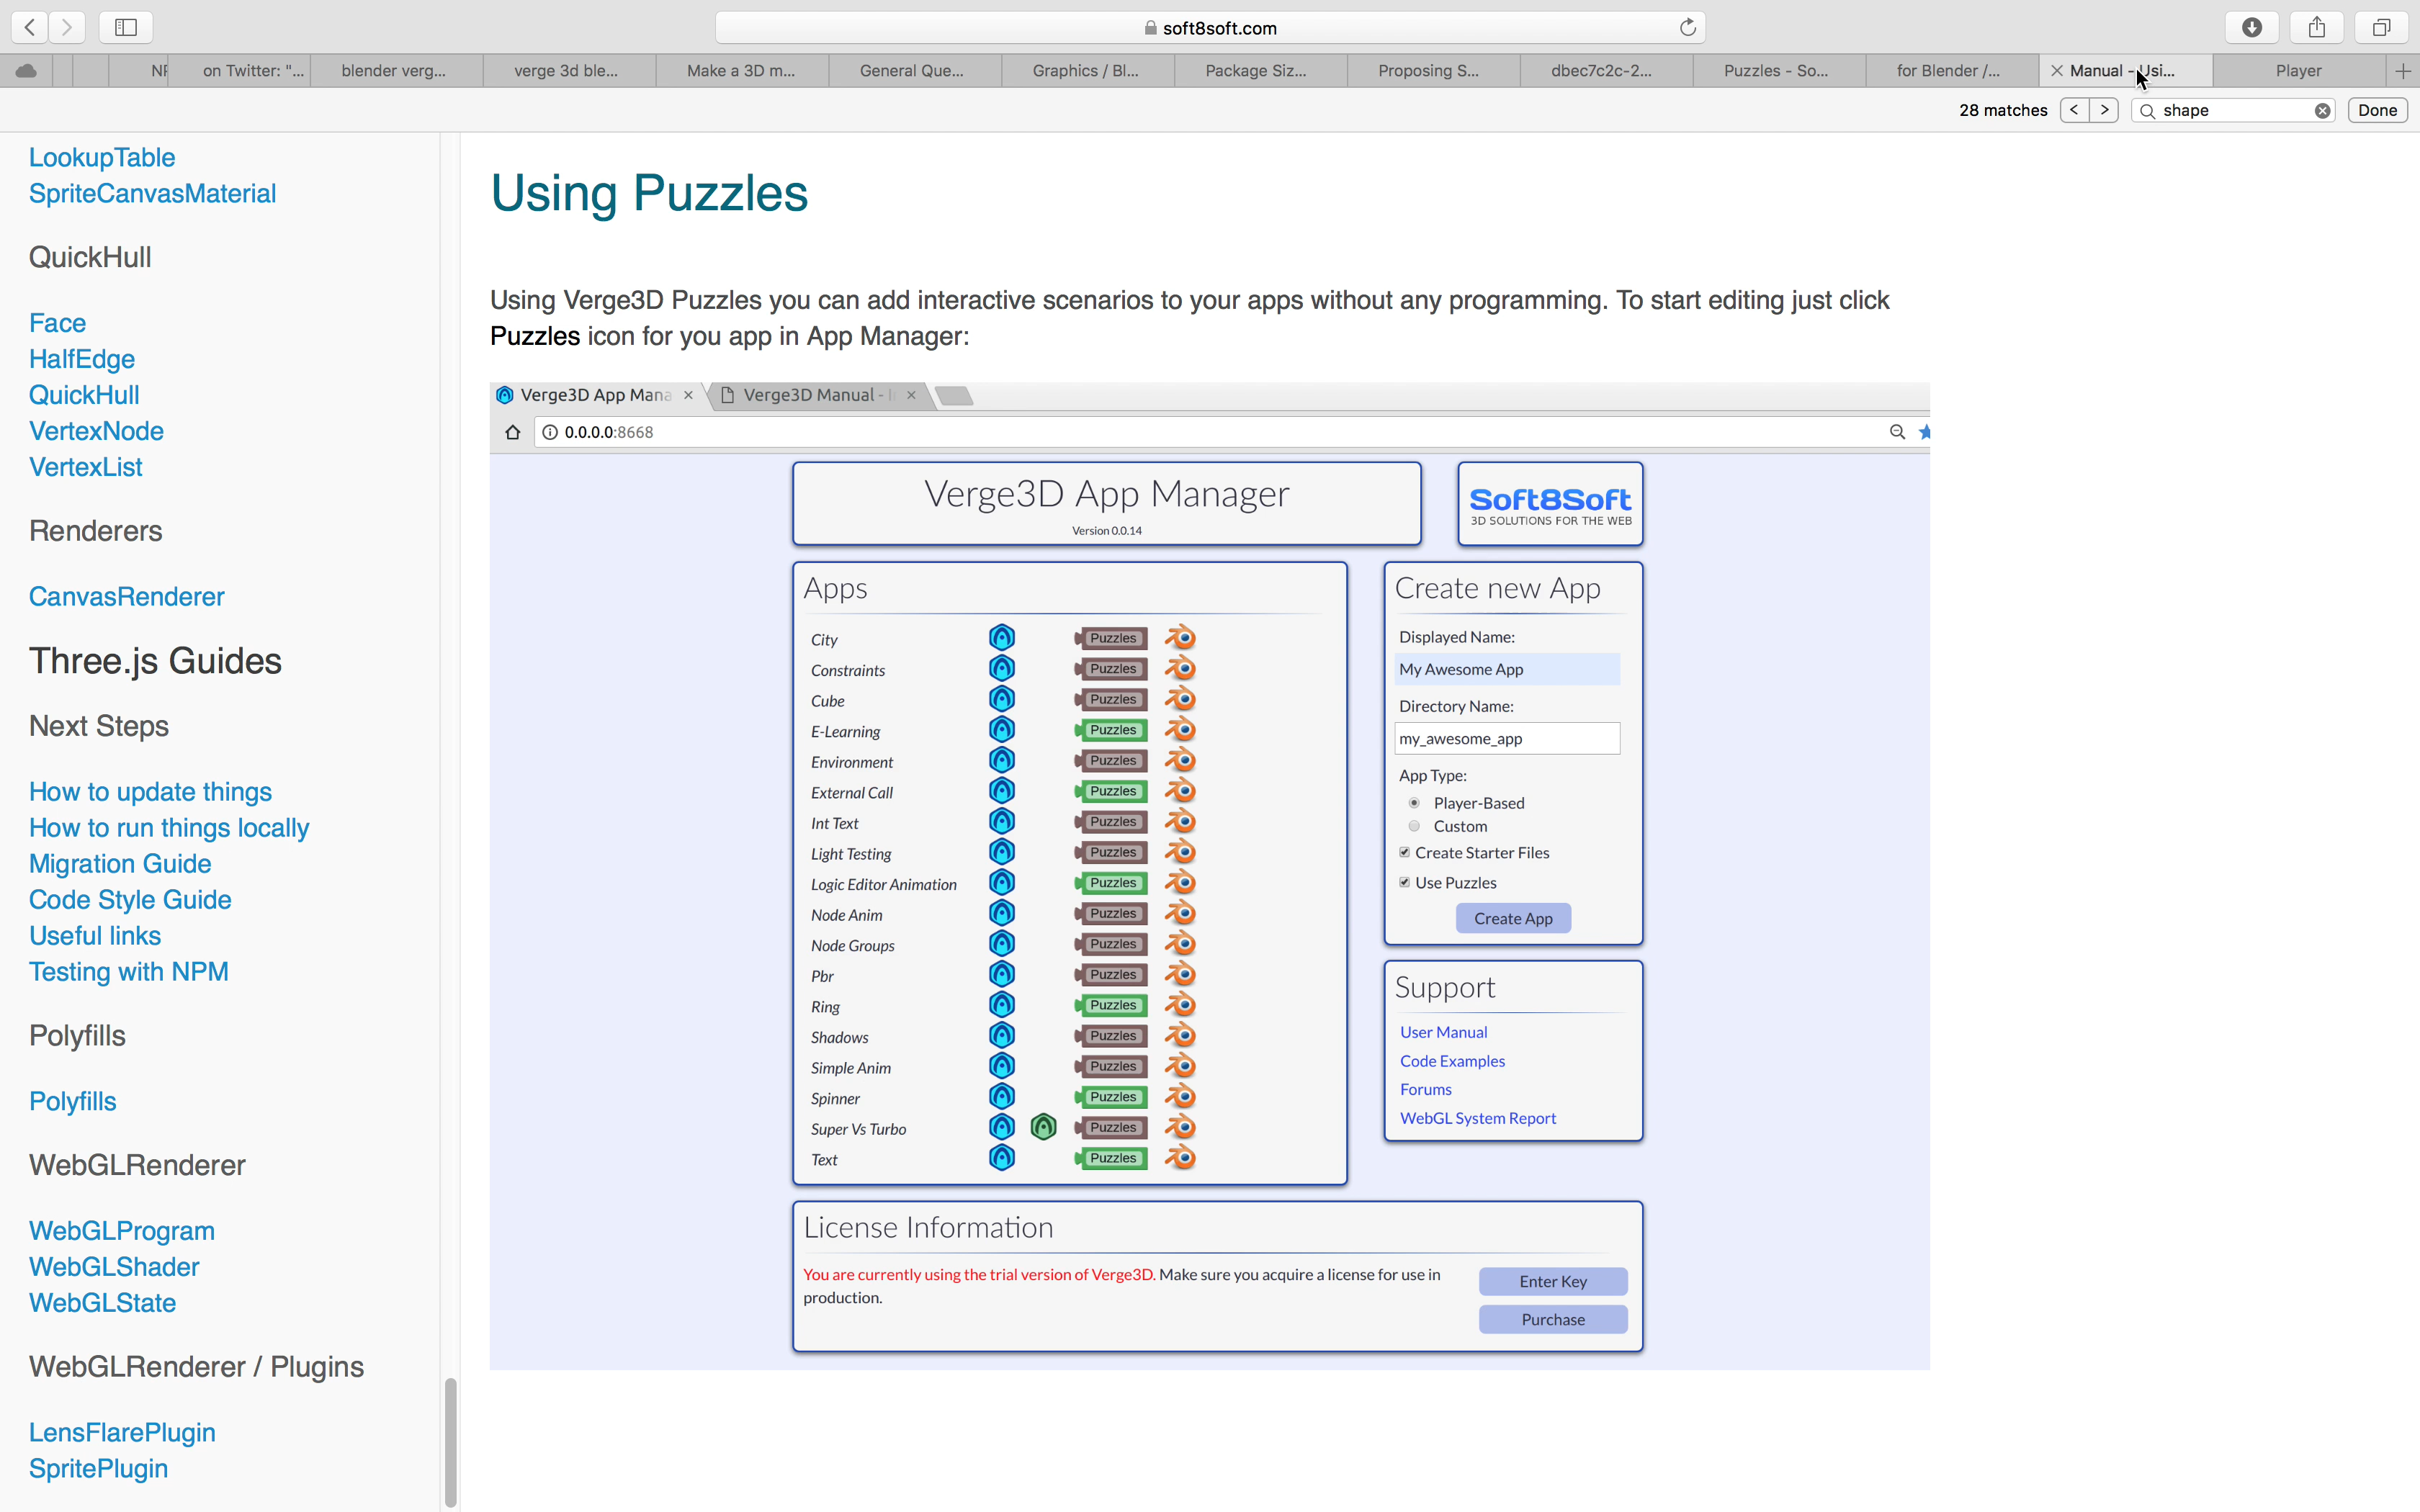 soft8soft.com
on Twitter: "...
blender verg...
verge 3d ble...
Make a 3D m...
General Que...
Graphics / Bl...
Package Siz...
Proposing S...
dbec7c2c-2...
Puzzles - So...
for Blender /...
Manual - Usi...
Player
28 matches
shape
Done
LookupTable
SpriteCanvasMaterial
QuickHull
Face
HalfEdge
QuickHull
VertexNode
VertexList
Renderers
CanvasRenderer
Three.js Guides
Next Steps
How to update things
How to run things locally
Migration Guide
Code Style Guide
Useful links
Testing with NPM
Polyfills
Polyfills
WebGLRenderer
WebGLProgram
WebGLShader
WebGLState
WebGLRenderer / Plugins
LensFlarePlugin
SpritePlugin
Using Puzzles
Using Verge3D Puzzles you can add interactive scenarios to your apps without any programming. To start editing just click
Puzzles icon for you app in App Manager:
Verge3D App Mana
Verge3D Manual -
0.0.0.0:8668
Verge3D App Manager
Version 0.0.14
Soft8Soft
3D SOLUTIONS FOR THE WEB
Apps
City Puzzles
Constraints Puzzles
Cube Puzzles
E-Learning Puzzles
Environment Puzzles
External Call Puzzles
Int Text Puzzles
Light Testing Puzzles
Logic Editor Animation Puzzles
Node Anim Puzzles
Node Groups Puzzles
Pbr Puzzles
Ring Puzzles
Shadows Puzzles
Simple Anim Puzzles
Spinner Puzzles
Super Vs Turbo Puzzles
Text Puzzles
Create new App
Displayed Name:
My Awesome App
Directory Name:
my_awesome_app
App Type:
Player-Based
Custom
Create Starter Files
Use Puzzles
Create App
Support
User Manual
Code Examples
Forums
WebGL System Report
License Information
You are currently using the trial version of Verge3D. Make sure you acquire a license for use in
production.
Enter Key
Purchase